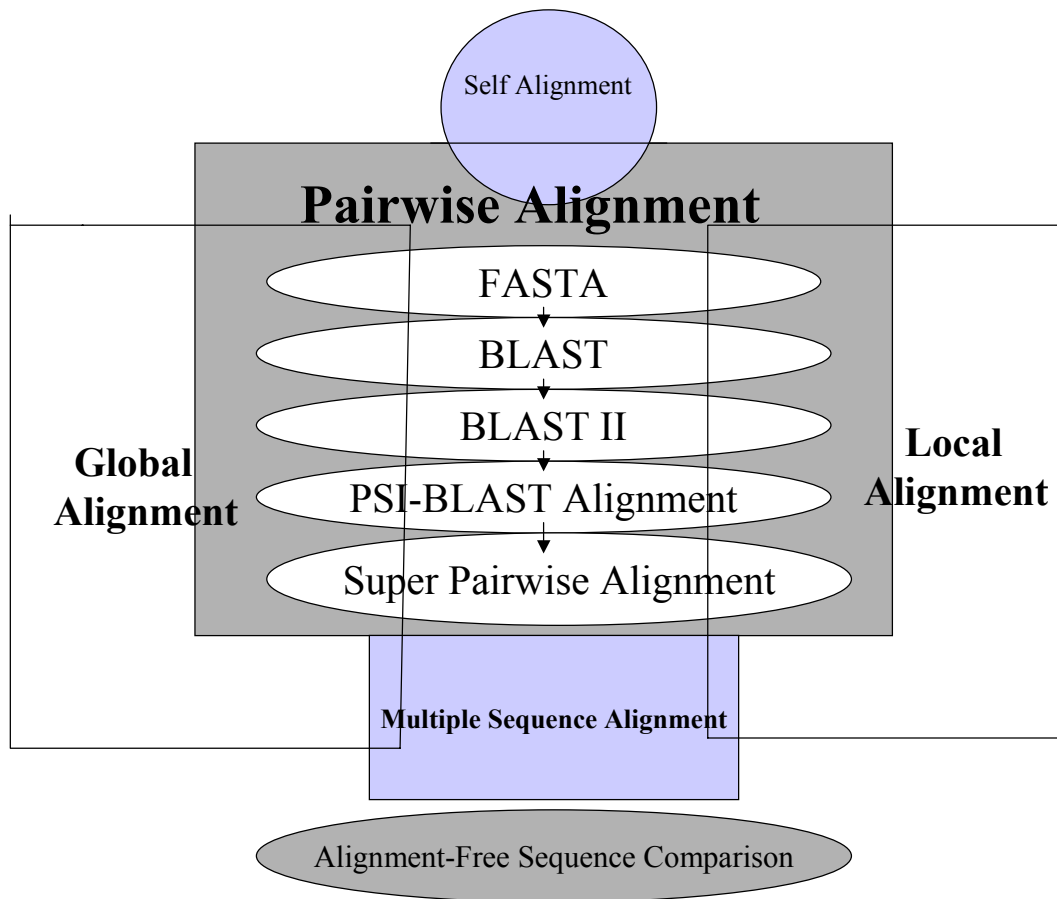 Self Alignment
Pairwise Alignment
FASTA
BLAST
BLAST II
PSI-BLAST Alignment
Super Pairwise Alignment
Global
Alignment
Local
Alignment
Multiple Sequence Alignment
Alignment-Free Sequence Comparison